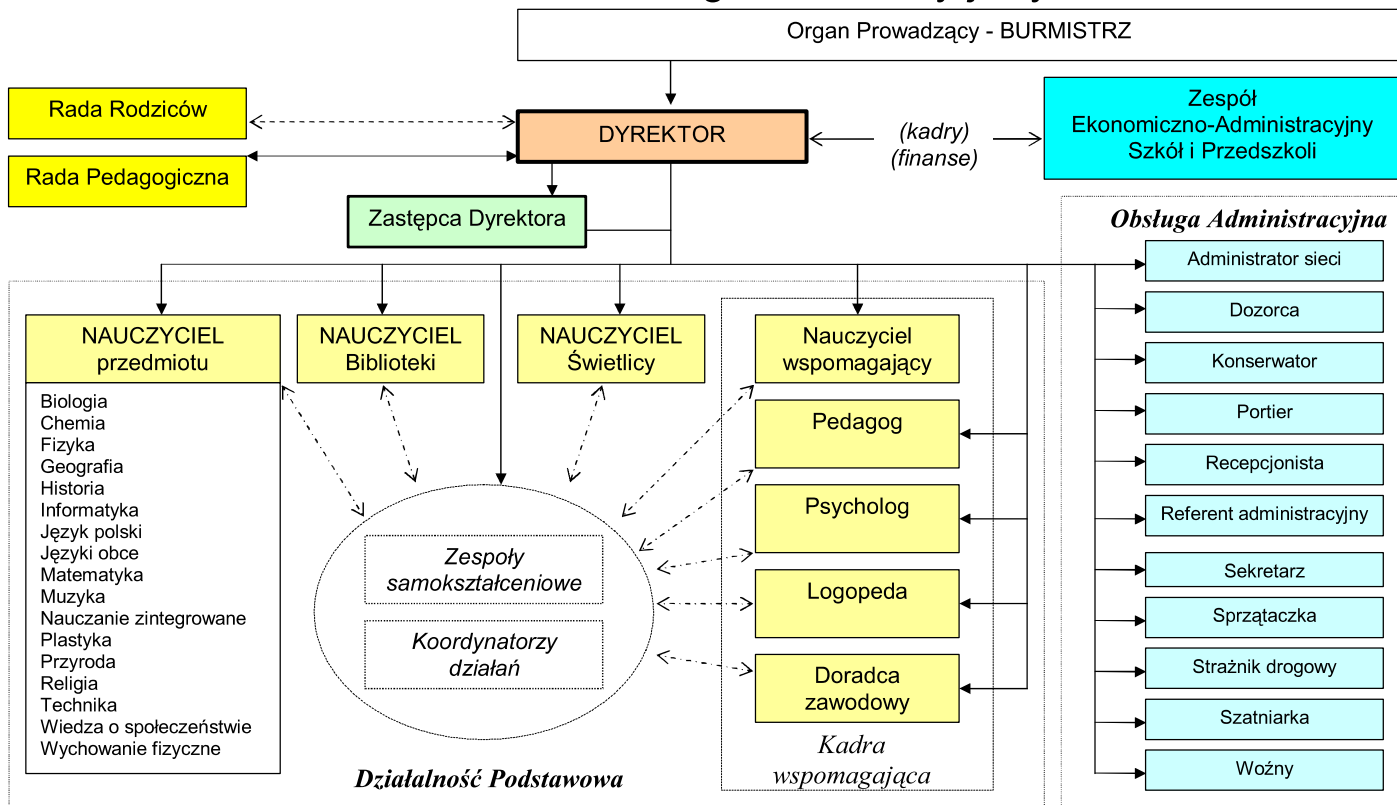 Organ Prowadzący - BURMISTRZ
Rada Rodziców
DYREKTOR
(kadry)
(finanse)
Zespół
Ekonomiczno-Administracyjny
Szkół i Przedszkoli
Rada Pedagogiczna
Zastępca Dyrektora
Obsługa Administracyjna
Administrator sieci
Dozorca
Konserwator
Portier
Recepcjonista
Referent administracyjny
Sekretarz
Sprzątaczka
Strażnik drogowy
Szatniarka
Woźny
NAUCZYCIEL
przedmiotu
Biologia
Chemia
Fizyka
Geografia
Historia
Informatyka
Język polski
Języki obce
Matematyka
Muzyka
Nauczanie zintegrowane
Plastyka
Przyroda
Religia
Technika
Wiedza o społeczeństwie
Wychowanie fizyczne
NAUCZYCIEL
Biblioteki
NAUCZYCIEL
Świetlicy
Nauczyciel
wspomagający
Pedagog
Psycholog
Logopeda
Doradca
zawodowy
Kadra
wspomagająca
Zespoły
samokształceniowe
Koordynatorzy
działań
Działalność Podstawowa